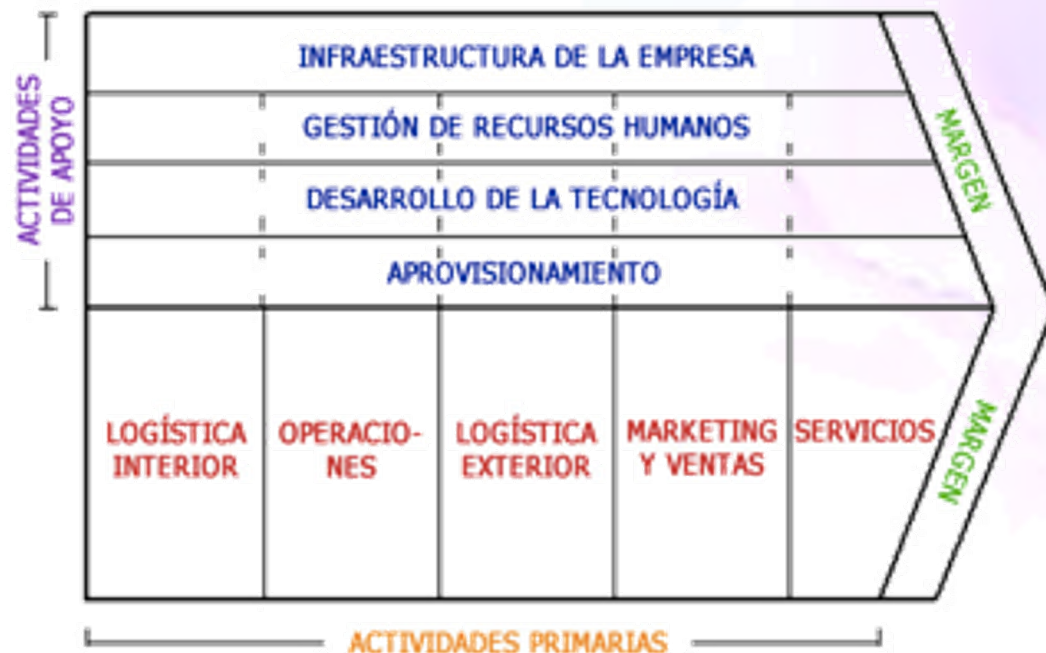 ACTIVIDADES
DE APOYO
INFRAESTRUCTURA DE LA EMPRESA
GESTIÓN DE RECURSOS HUMANOS
DESARROLLO DE LA TECNOLOGÍA
APROVISIONAMIENTO
MARGEN
LOGÍSTICA
INTERIOR
OPERACIO-
NES
LOGÍSTICA
EXTERIOR
MARKETING
Y VENTAS
SERVICIOS
MARGEN
ACTIVIDADES PRIMARIAS